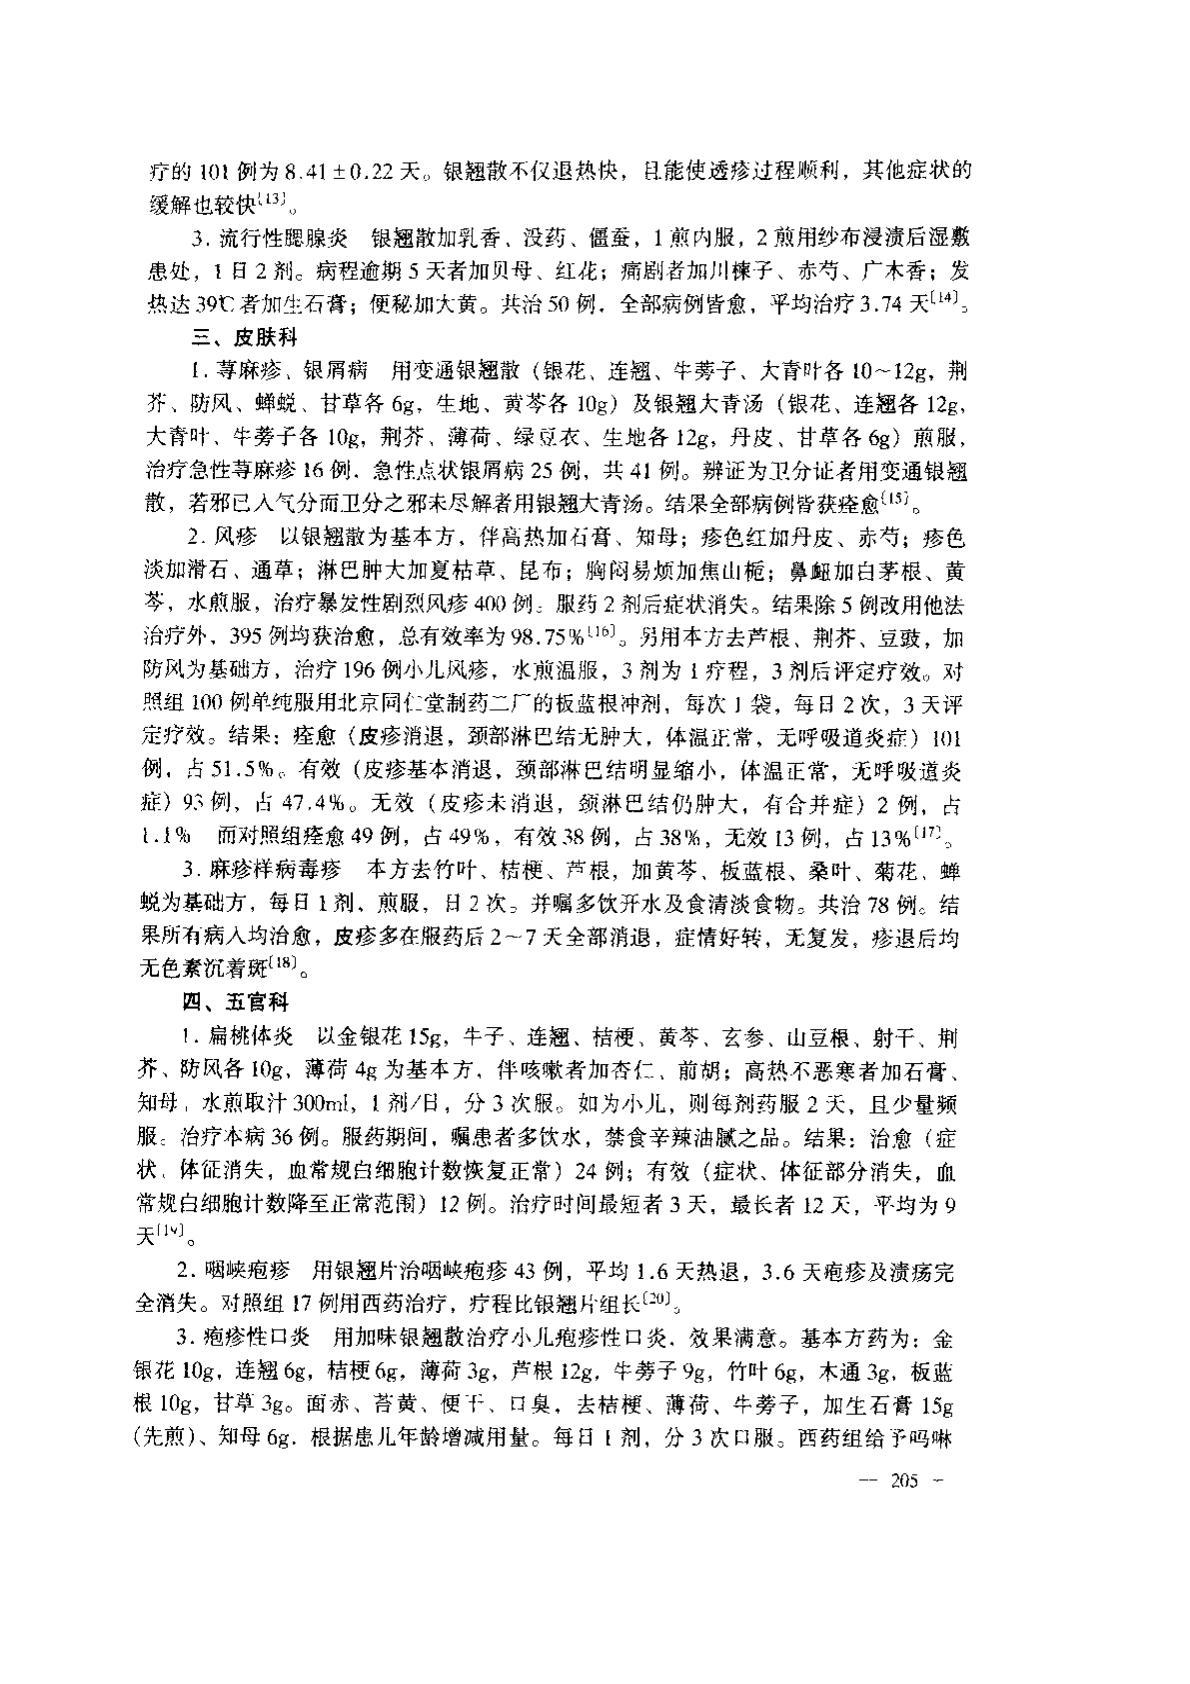 疗的 101 例为 8.41±0.22 天。银翘散不仅退热快，且能使透疹过程顺利，其他症状的
缓解也较快〔13〕。
3. 流行性腮腺炎　银翘散加乳香、没药、僵蚕，1 煎内服，2 煎用纱布浸渍后湿敷
患处，1 日 2 剂。病程逾期 5 天者加贝母、红花；痛剧者加川楝子、赤芍、广木香；发
热达 39℃者加生石膏；便秘加大黄。共治 50 例，全部病例皆愈，平均治疗 3.74 天〔14〕。
三、皮肤科
1. 荨麻疹、银屑病　用变通银翘散（银花、连翘、牛蒡子、大青叶各 10～12g，荆
芥、防风、蝉蜕、甘草各 6g，生地、黄芩各 10g）及银翘大青汤（银花、连翘各 12g，
大青叶、牛蒡子各 10g，荆芥、薄荷、绿豆衣、生地各 12g，丹皮、甘草各 6g）煎服，
治疗急性荨麻疹 16 例，急性点状银屑病 25 例，共 41 例。辨证为卫分证者用变通银翘
散，若邪已入气分而卫分之邪未尽解者用银翘大青汤。结果全部病例皆获痊愈〔15〕。
2. 风疹　以银翘散为基本方，伴高热加石膏、知母；疹色红加丹皮、赤芍；疹色
淡加滑石、通草；淋巴肿大加夏枯草、昆布；胸闷易烦加焦山栀；鼻衄加白茅根、黄
芩，水煎服，治疗暴发性剧烈风疹 400 例。服药 2 剂后症状消失。结果除 5 例改用他法
治疗外，395 例均获治愈，总有效率为 98.75%〔16〕。另用本方去芦根、荆芥、豆豉，加
防风为基础方，治疗 196 例小儿风疹，水煎温服，3 剂为 1 疗程，3 剂后评定疗效。对
照组 100 例单纯服用北京同仁堂制药二厂的板蓝根冲剂，每次 1 袋，每日 2 次，3 天评
定疗效。结果：痊愈（皮疹消退，颈部淋巴结无肿大，体温正常，无呼吸道炎症）101
例，占 51.5%。有效（皮疹基本消退，颈部淋巴结明显缩小，体温正常，无呼吸道炎
症）93 例，占 47.4%。无效（皮疹未消退，颈淋巴结仍肿大，有合并症）2 例，占
1.1%　而对照组痊愈 49 例，占 49%，有效 38 例，占 38%，无效 13 例，占 13%〔17〕。
3. 麻疹样病毒疹　本方去竹叶、桔梗、芦根，加黄芩、板蓝根、桑叶、菊花、蝉
蜕为基础方，每日 1 剂，煎服，日 2 次。并嘱多饮开水及食清淡食物。共治 78 例。结
果所有病人均治愈，皮疹多在服药后 2～7 天全部消退，症情好转，无复发，疹退后均
无色素沉着斑〔18〕。
四、五官科
1. 扁桃体炎　以金银花 15g，牛子、连翘、桔梗、黄芩、玄参、山豆根、射干、荆
芥、防风各 10g，薄荷 4g 为基本方，伴咳嗽者加杏仁、前胡；高热不恶寒者加石膏、
知母，水煎取汁 300ml，1 剂/日，分 3 次服。如为小儿，则每剂药服 2 天，且少量频
服。治疗本病 36 例。服药期间，嘱患者多饮水，禁食辛辣油腻之品。结果：治愈（症
状、体征消失，血常规白细胞计数恢复正常）24 例；有效（症状、体征部分消失，血
常规白细胞计数降至正常范围）12 例。治疗时间最短者 3 天，最长者 12 天，平均为 9
天〔19〕。
2. 咽峡疱疹　用银翘片治咽峡疱疹 43 例，平均 1.6 天热退，3.6 天疱疹及溃疡完
全消失。对照组 17 例用西药治疗，疗程比银翘片组长〔20〕。
3. 疱疹性口炎　用加味银翘散治疗小儿疱疹性口炎，效果满意。基本方药为：金
银花 10g，连翘 6g，桔梗 6g，薄荷 3g，芦根 12g，牛蒡子 9g，竹叶 6g，木通 3g，板蓝
根 10g，甘草 3g。面赤、苔黄、便干、口臭，去桔梗、薄荷、牛蒡子，加生石膏 15g
（先煎）、知母 6g。根据患儿年龄增减用量。每日 1 剂，分 3 次口服。西药组给予吗啉
— 205 —